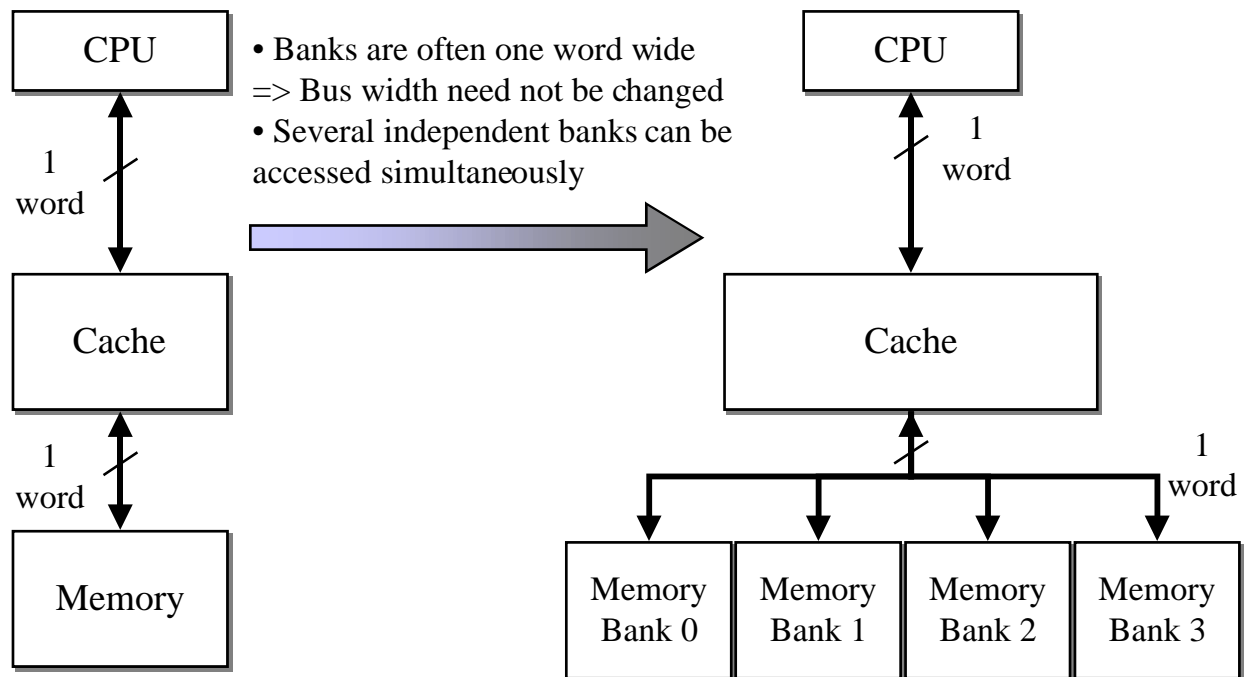 CPU
1
word
Cache
1
word
Memory
• Banks are often one word wide
=> Bus width need not be changed
• Several independent banks can be
accessed simultaneously
CPU
1
word
Cache
1
word
Memory
Bank 0
Memory
Bank 1
Memory
Bank 2
Memory
Bank 3